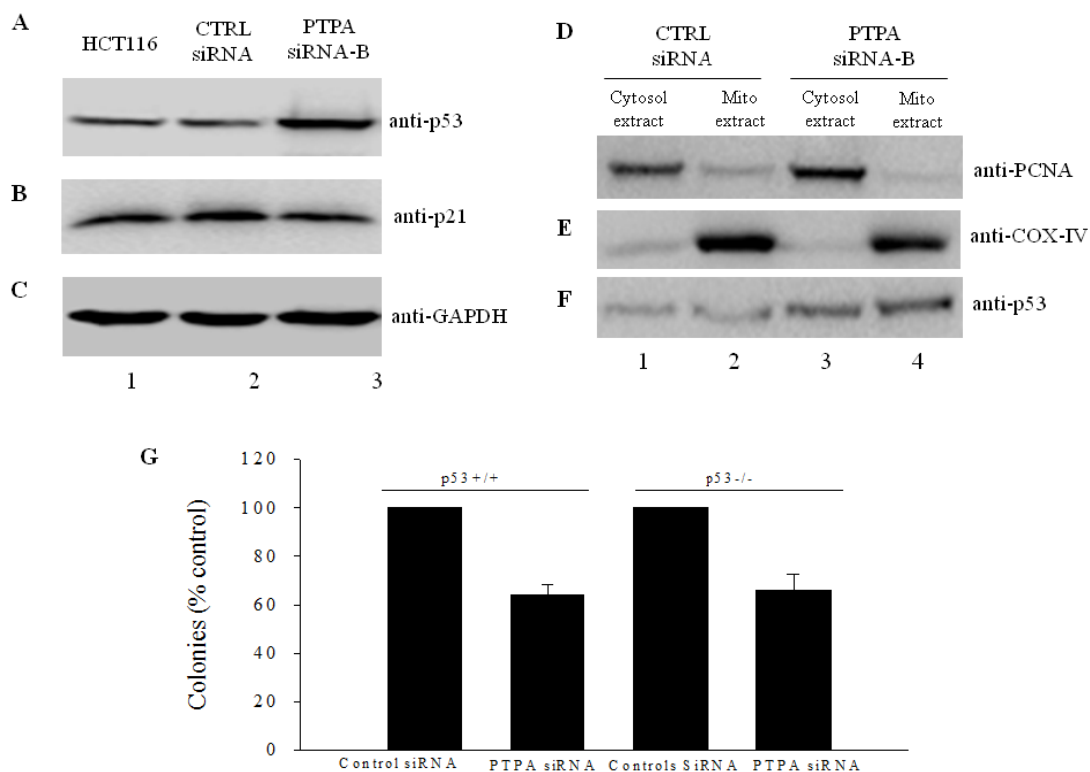 A
HCT116
CTRL
siRNA
PTPA
siRNA-B
anti-p53
B
anti-p21
C
anti-GAPDH
1 2 3
D
CTRL
siRNA
PTPA
siRNA-B
Cytosol
extract
Mito
extract
Cytosol
extract
Mito
extract
anti-PCNA
E
anti-COX-IV
F
anti-p53
1 2 3 4
G
Colonies (% control)
120
100
80
60
40
20
0
p53+/+
p53-/-
Control siRNA
PTPA siRNA
Controls SiRNA
PTPA siRNA